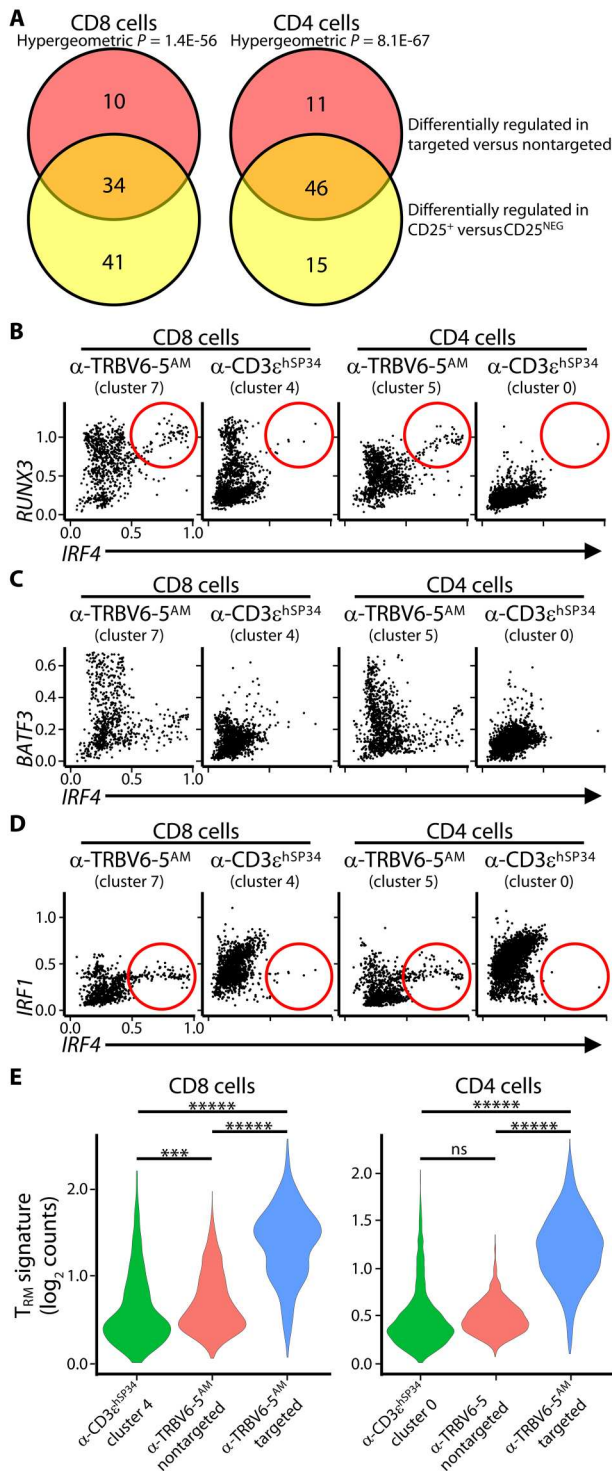 A
CD8 cells
Hypergeometric P = 1.4E-56
CD4 cells
Hypergeometric P = 8.1E-67
10
34
41
11
46
15
Differentially regulated in
targeted versus nontargeted
Differentially regulated in
CD25⁺ versus CD25ᴺᴱᴳ
B
CD8 cells
CD4 cells
α-TRBV6-5ᴬᴹ
(cluster 7)
α-CD3εʰˢᴾ³⁴
(cluster 4)
α-TRBV6-5ᴬᴹ
(cluster 5)
α-CD3εʰˢᴾ³⁴
(cluster 0)
RUNX3
1.0
0.5
0.0
0.0
0.5
1.0
IRF4
C
CD8 cells
CD4 cells
α-TRBV6-5ᴬᴹ
(cluster 7)
α-CD3εʰˢᴾ³⁴
(cluster 4)
α-TRBV6-5ᴬᴹ
(cluster 5)
α-CD3εʰˢᴾ³⁴
(cluster 0)
BATF3
0.6
0.4
0.2
0.0
0.0
0.5
1.0
IRF4
D
CD8 cells
CD4 cells
α-TRBV6-5ᴬᴹ
(cluster 7)
α-CD3εʰˢᴾ³⁴
(cluster 4)
α-TRBV6-5ᴬᴹ
(cluster 5)
α-CD3εʰˢᴾ³⁴
(cluster 0)
IRF1
1.0
0.5
0.0
0.0
0.5
1.0
IRF4
E
CD8 cells
*****
*****
***
T_RM signature
(log₂ counts)
2.0
1.0
0.0
α-CD3εʰˢᴾ³⁴
cluster 4
α-TRBV6-5ᴬᴹ
nontargeted
α-TRBV6-5ᴬᴹ
targeted
CD4 cells
*****
*****
ns
2.0
1.5
1.0
0.5
0.0
α-CD3εʰˢᴾ³⁴
cluster 0
α-TRBV6-5
nontargeted
α-TRBV6-5ᴬᴹ
targeted